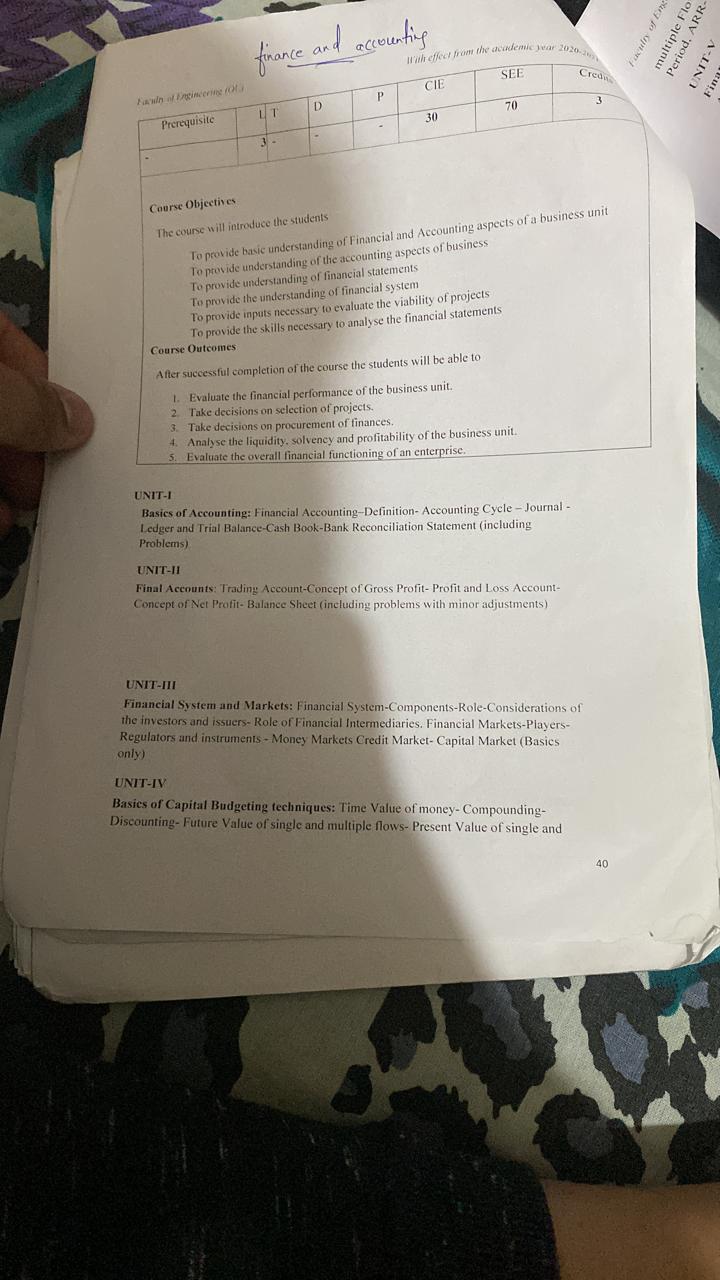 finance and accounting
With effect from the academic year 2020-
Faculty of Engineering (OU)
Prerequisite L T D P CIE SEE Credits
- 3 - - - 30 70 3
Course Objectives
The course will introduce the students
To provide basic understanding of Financial and Accounting aspects of a business unit
To provide understanding of the accounting aspects of business
To provide understanding of financial statements
To provide the understanding of financial system
To provide inputs necessary to evaluate the viability of projects
To provide the skills necessary to analyse the financial statements
Course Outcomes
After successful completion of the course the students will be able to
1. Evaluate the financial performance of the business unit.
2. Take decisions on selection of projects.
3. Take decisions on procurement of finances.
4. Analyse the liquidity, solvency and profitability of the business unit.
5. Evaluate the overall financial functioning of an enterprise.
UNIT-I
Basics of Accounting: Financial Accounting–Definition- Accounting Cycle – Journal -
Ledger and Trial Balance-Cash Book-Bank Reconciliation Statement (including
Problems)
UNIT-II
Final Accounts: Trading Account-Concept of Gross Profit- Profit and Loss Account-
Concept of Net Profit- Balance Sheet (including problems with minor adjustments)
UNIT-III
Financial System and Markets: Financial System-Components-Role-Considerations of
the investors and issuers- Role of Financial Intermediaries. Financial Markets-Players-
Regulators and instruments - Money Markets Credit Market- Capital Market (Basics
only)
UNIT-IV
Basics of Capital Budgeting techniques: Time Value of money- Compounding-
Discounting- Future Value of single and multiple flows- Present Value of single and
40
Faculty of Eng
multiple Flo
Period, ARR-
UNIT-V
Finan